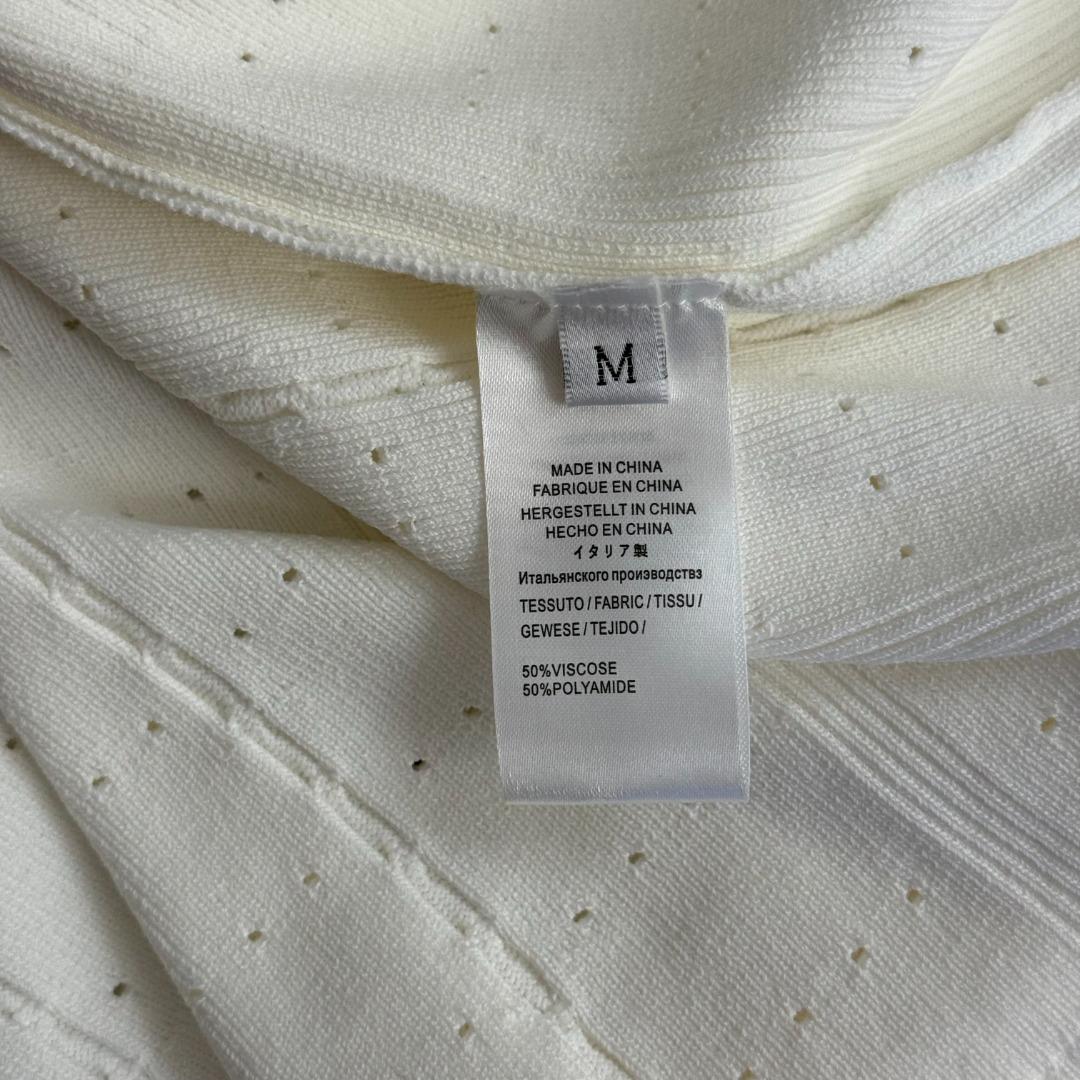 M
MADE IN CHINA
FABRIQUE EN CHINA
HERGESTELLT IN CHINA
HECHO EN CHINA
イタリア製
Итальянского производствз
TESSUTO / FABRIC / TISSU /
GEWESE / TEJIDO /
50%VISCOSE
50%POLYAMIDE